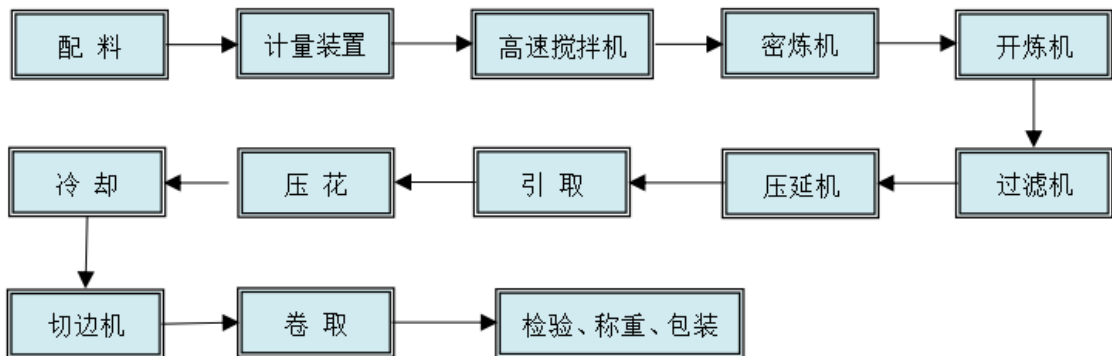 配 料
计量装置
高速搅拌机
密炼机
开炼机
过滤机
压延机
引取
压 花
冷 却
切边机
卷 取
检验、称重、包装